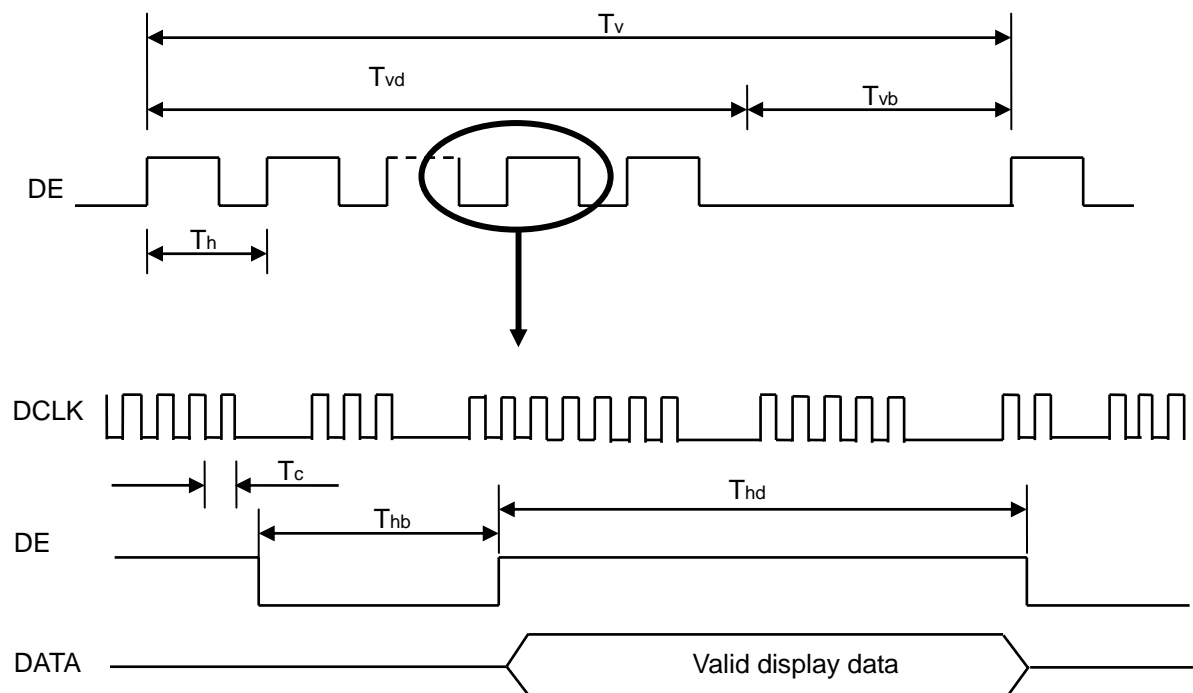 Tv
Tvd
Tvb
DE
Th
DCLK
Tc
Thd
Thb
DE
DATA
Valid display data